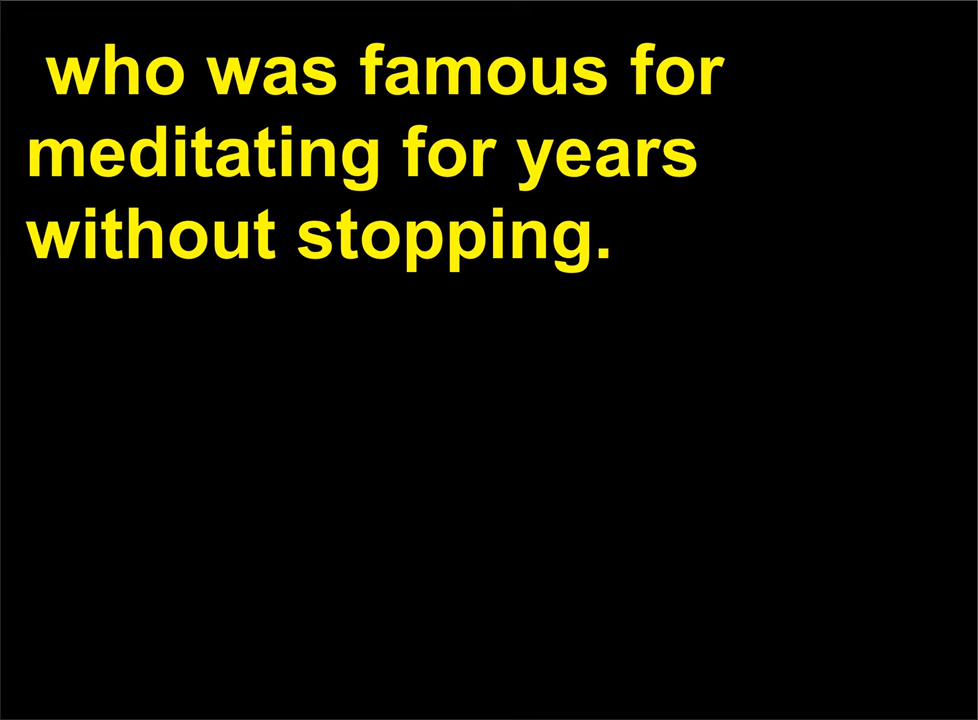 who was famous for
meditating for years
without stopping.